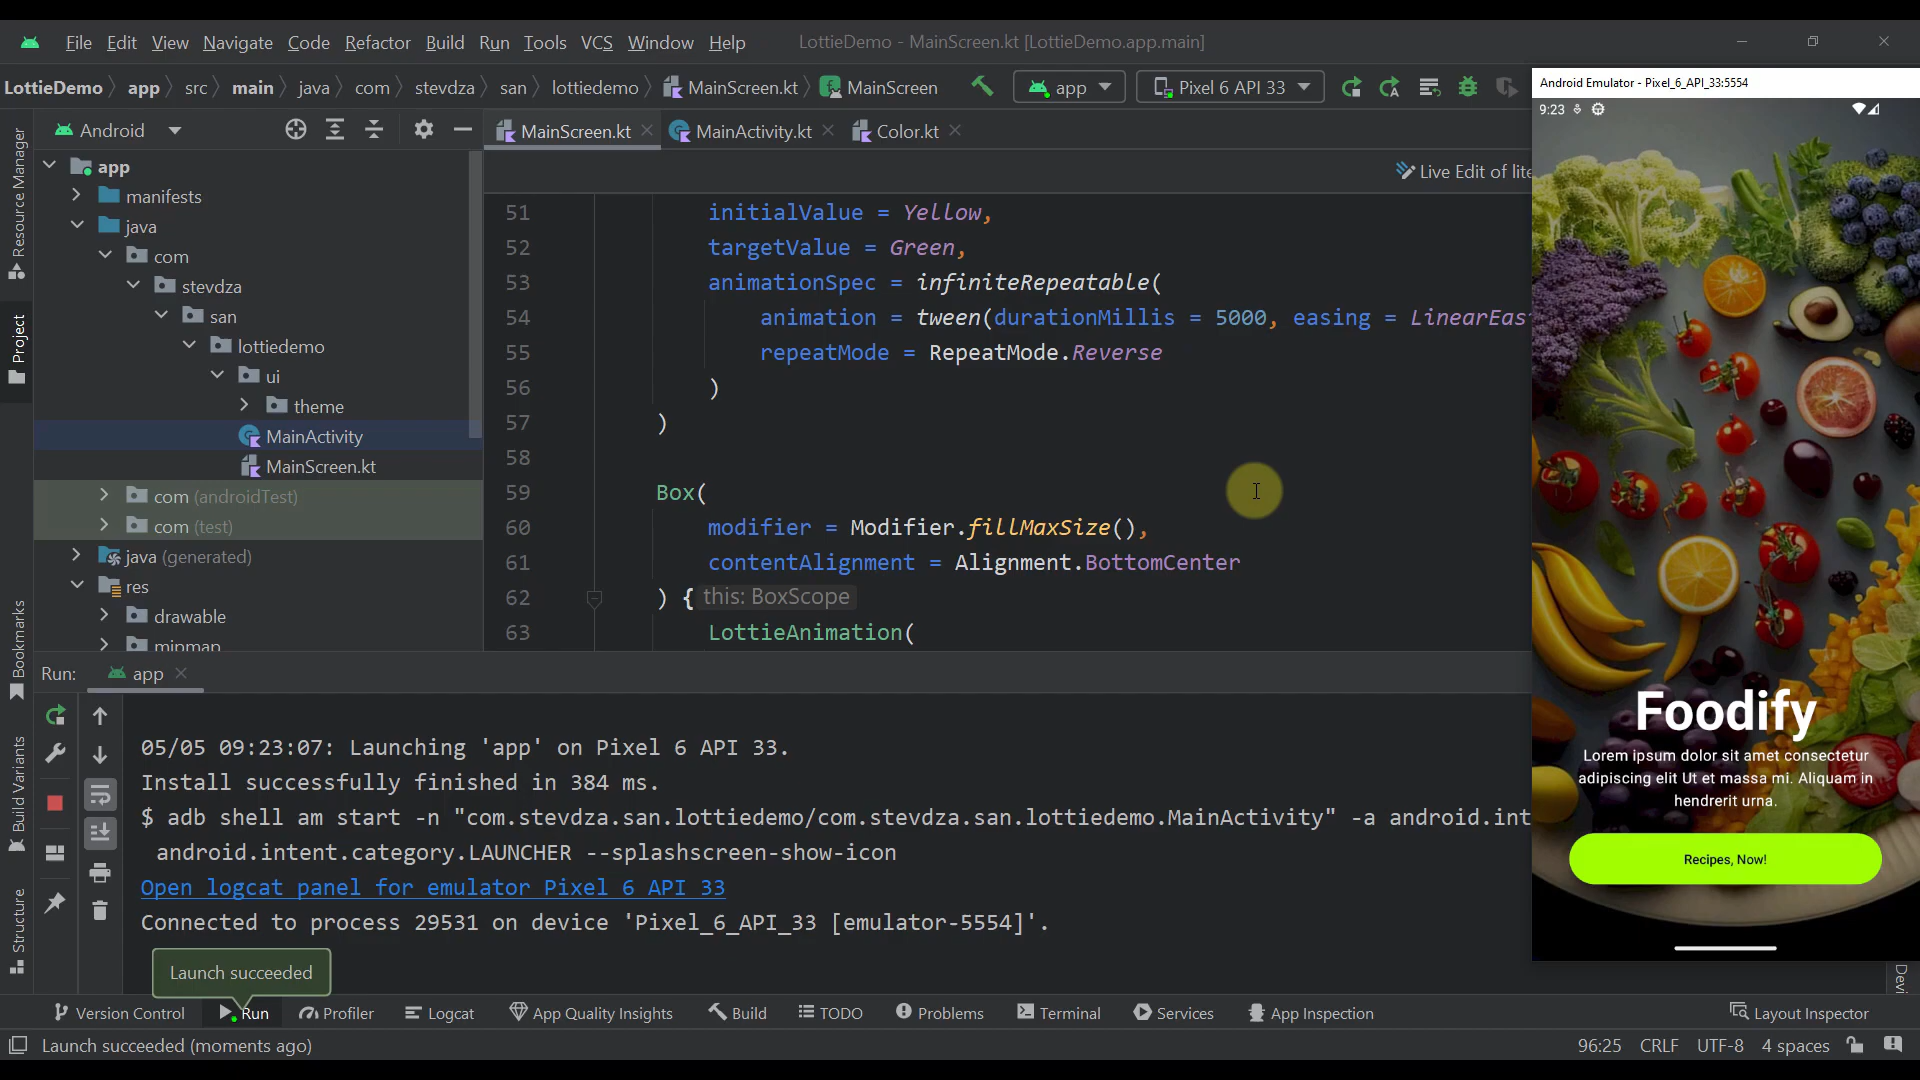 File Edit View Navigate Code Refactor Build Run Tools VCS Window Help LottieDemo - MainScreen.kt [LottieDemo.app.main]
LottieDemo app src main java com stevdza san lottiedemo MainScreen.kt MainScreen app Pixel 6 API 33
Android Emulator - Pixel_6_API_33:5554
9:23
Android
MainScreen.kt MainActivity.kt Color.kt
Live Edit of lite
Resource Manager
Project
Bookmarks
Build Variants
Structure
app
manifests
java
com
stevdza
san
lottiedemo
ui
theme
MainActivity
MainScreen.kt
com (androidTest)
com (test)
java (generated)
res
drawable
mipmap
51 initialValue = Yellow,
52 targetValue = Green,
53 animationSpec = infiniteRepeatable(
54 animation = tween(durationMillis = 5000, easing = LinearEas
55 repeatMode = RepeatMode.Reverse
56 )
57 )
58
59 Box(
60 modifier = Modifier.fillMaxSize(),
61 contentAlignment = Alignment.BottomCenter
62 ) { this: BoxScope
63 LottieAnimation(
Foodify
Lorem ipsum dolor sit amet consectetur
adipiscing elit Ut et massa mi. Aliquam in
hendrerit urna.
Recipes, Now!
Run: app
05/05 09:23:07: Launching 'app' on Pixel 6 API 33.
Install successfully finished in 384 ms.
$ adb shell am start -n "com.stevdza.san.lottiedemo/com.stevdza.san.lottiedemo.MainActivity" -a android.int
android.intent.category.LAUNCHER --splashscreen-show-icon
Open logcat panel for emulator Pixel 6 API 33
Connected to process 29531 on device 'Pixel_6_API_33 [emulator-5554]'.
Launch succeeded
Devi
Version Control Run Profiler Logcat App Quality Insights Build TODO Problems Terminal Services App Inspection Layout Inspector
Launch succeeded (moments ago) 96:25 CRLF UTF-8 4 spaces